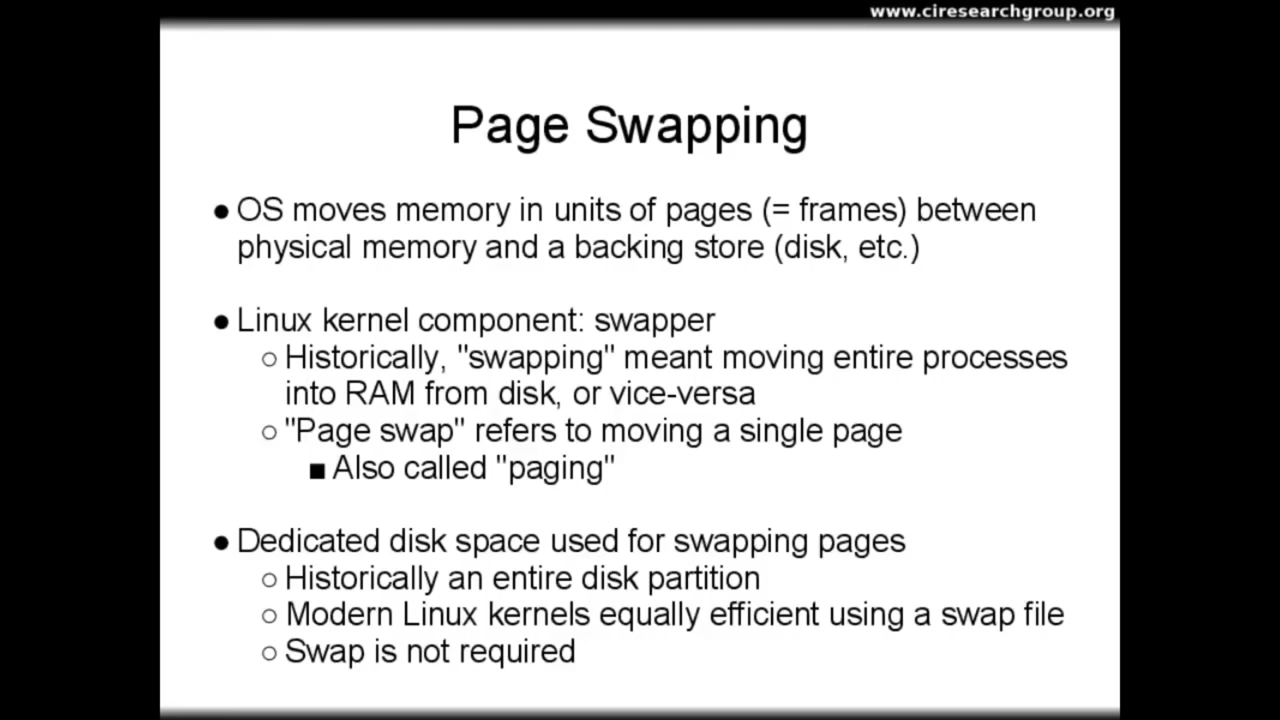 www.ciresearchgroup.org
Page Swapping
● OS moves memory in units of pages (= frames) between
physical memory and a backing store (disk, etc.)
● Linux kernel component: swapper
○ Historically, "swapping" meant moving entire processes
into RAM from disk, or vice-versa
○ "Page swap" refers to moving a single page
■ Also called "paging"
● Dedicated disk space used for swapping pages
○ Historically an entire disk partition
○ Modern Linux kernels equally efficient using a swap file
○ Swap is not required